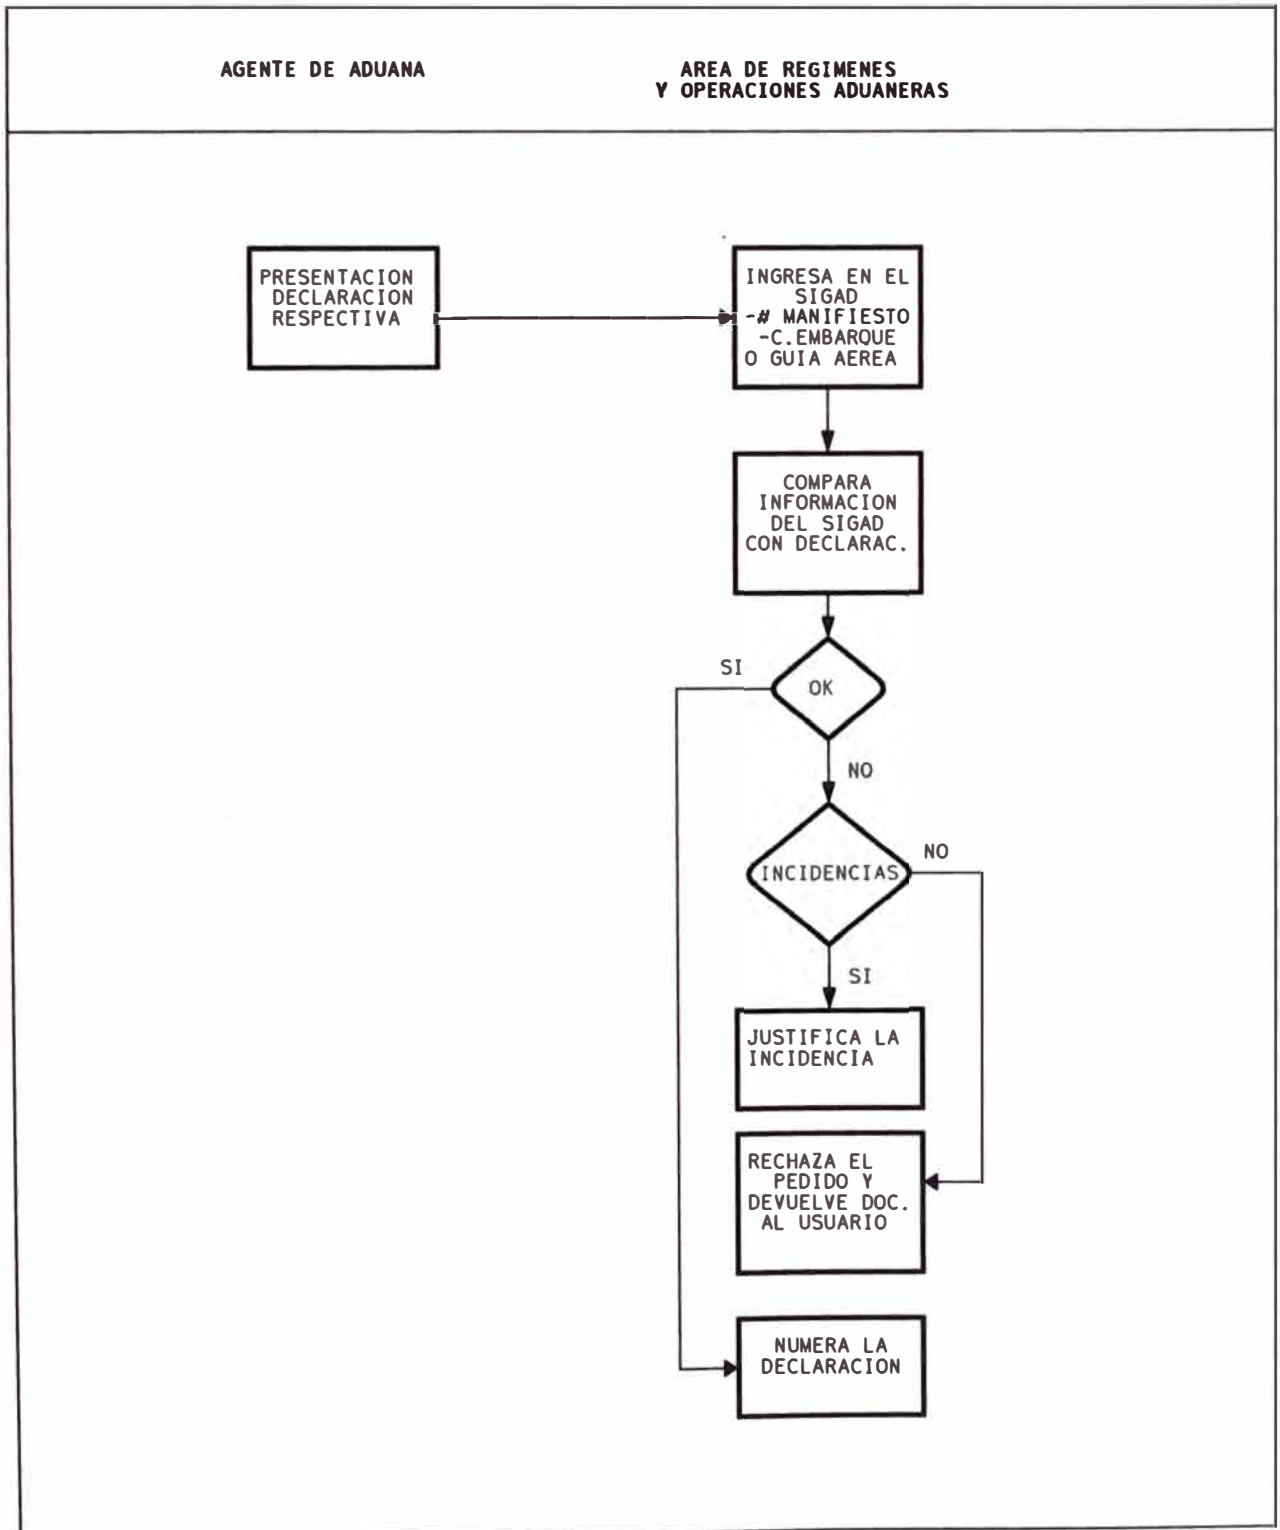 AGENTE DE ADUANA
AREA DE REGIMENES
Y OPERACIONES ADUANERAS
PRESENTACION
DECLARACION
RESPECTIVA
INGRESA EN EL
SIGAD
-# MANIFIESTO
-C.EMBARQUE
O GUIA AEREA
COMPARA
INFORMACION
DEL SIGAD
CON DECLARAC.
SI
OK
NO
INCIDENCIAS
NO
SI
JUSTIFICA LA
INCIDENCIA
RECHAZA EL
PEDIDO Y
DEVUELVE DOC.
AL USUARIO
NUMERA LA
DECLARACION